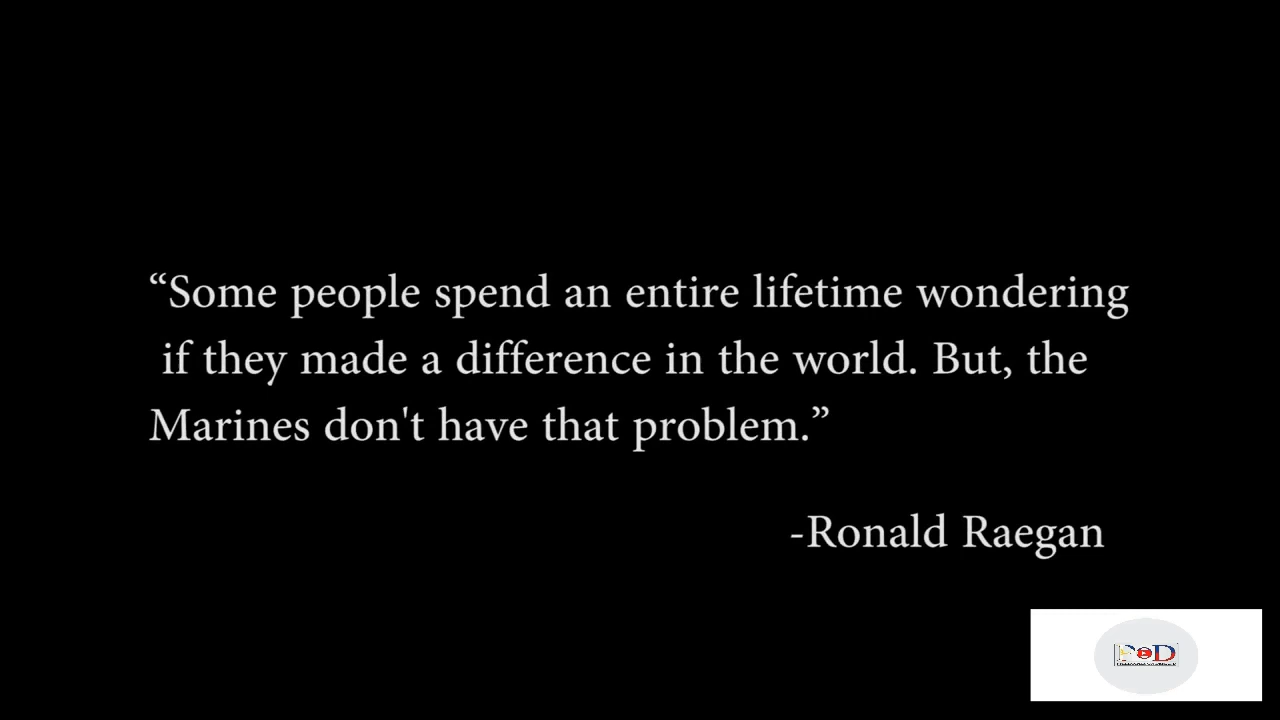 “Some people spend an entire lifetime wondering
if they made a difference in the world. But, the
Marines don't have that problem.”
-Ronald Raegan